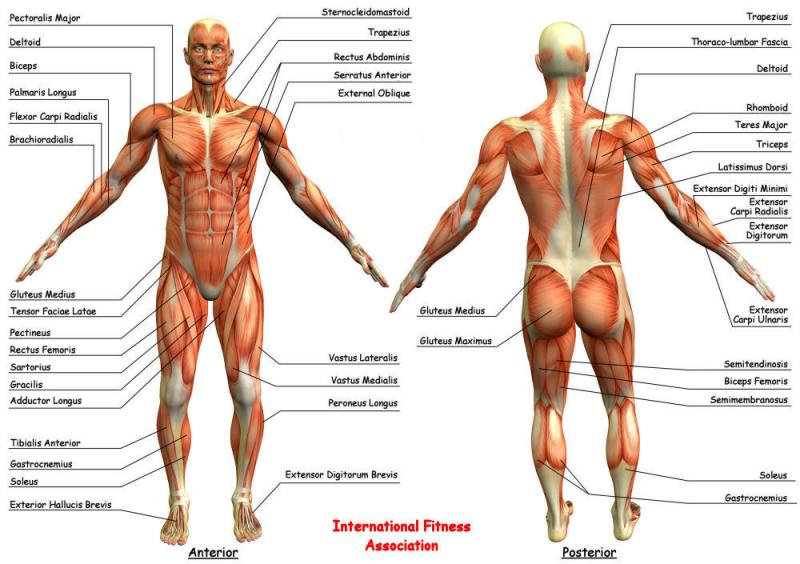 Pectoralis Major
Deltoid
Biceps
Palmaris Longus
Flexor Carpi Radialis
Brachioradialis
Sternocleidomastoid
Trapezius
Rectus Abdominis
Serratus Anterior
External Oblique
Gluteus Medius
Tensor Faciae Latae
Pectineus
Rectus Femoris
Sartorius
Gracilis
Adductor Longus
Tibialis Anterior
Gastrocnemius
Soleus
Exterior Hallucis Brevis
Vastus Lateralis
Vastus Medialis
Peroneus Longus
Extensor Digitorum Brevis
Anterior
International Fitness
Association
Trapezius
Thoraco-lumbar Fascia
Deltoid
Rhomboid
Teres Major
Triceps
Latissimus Dorsi
Extensor Digiti Minimi
Extensor
Carpi Radialis
Extensor
Digitorum
Extensor
Carpi Ulnaris
Gluteus Medius
Gluteus Maximus
Semitendinosis
Biceps Femoris
Semimembranosus
Soleus
Gastrocnemius
Posterior